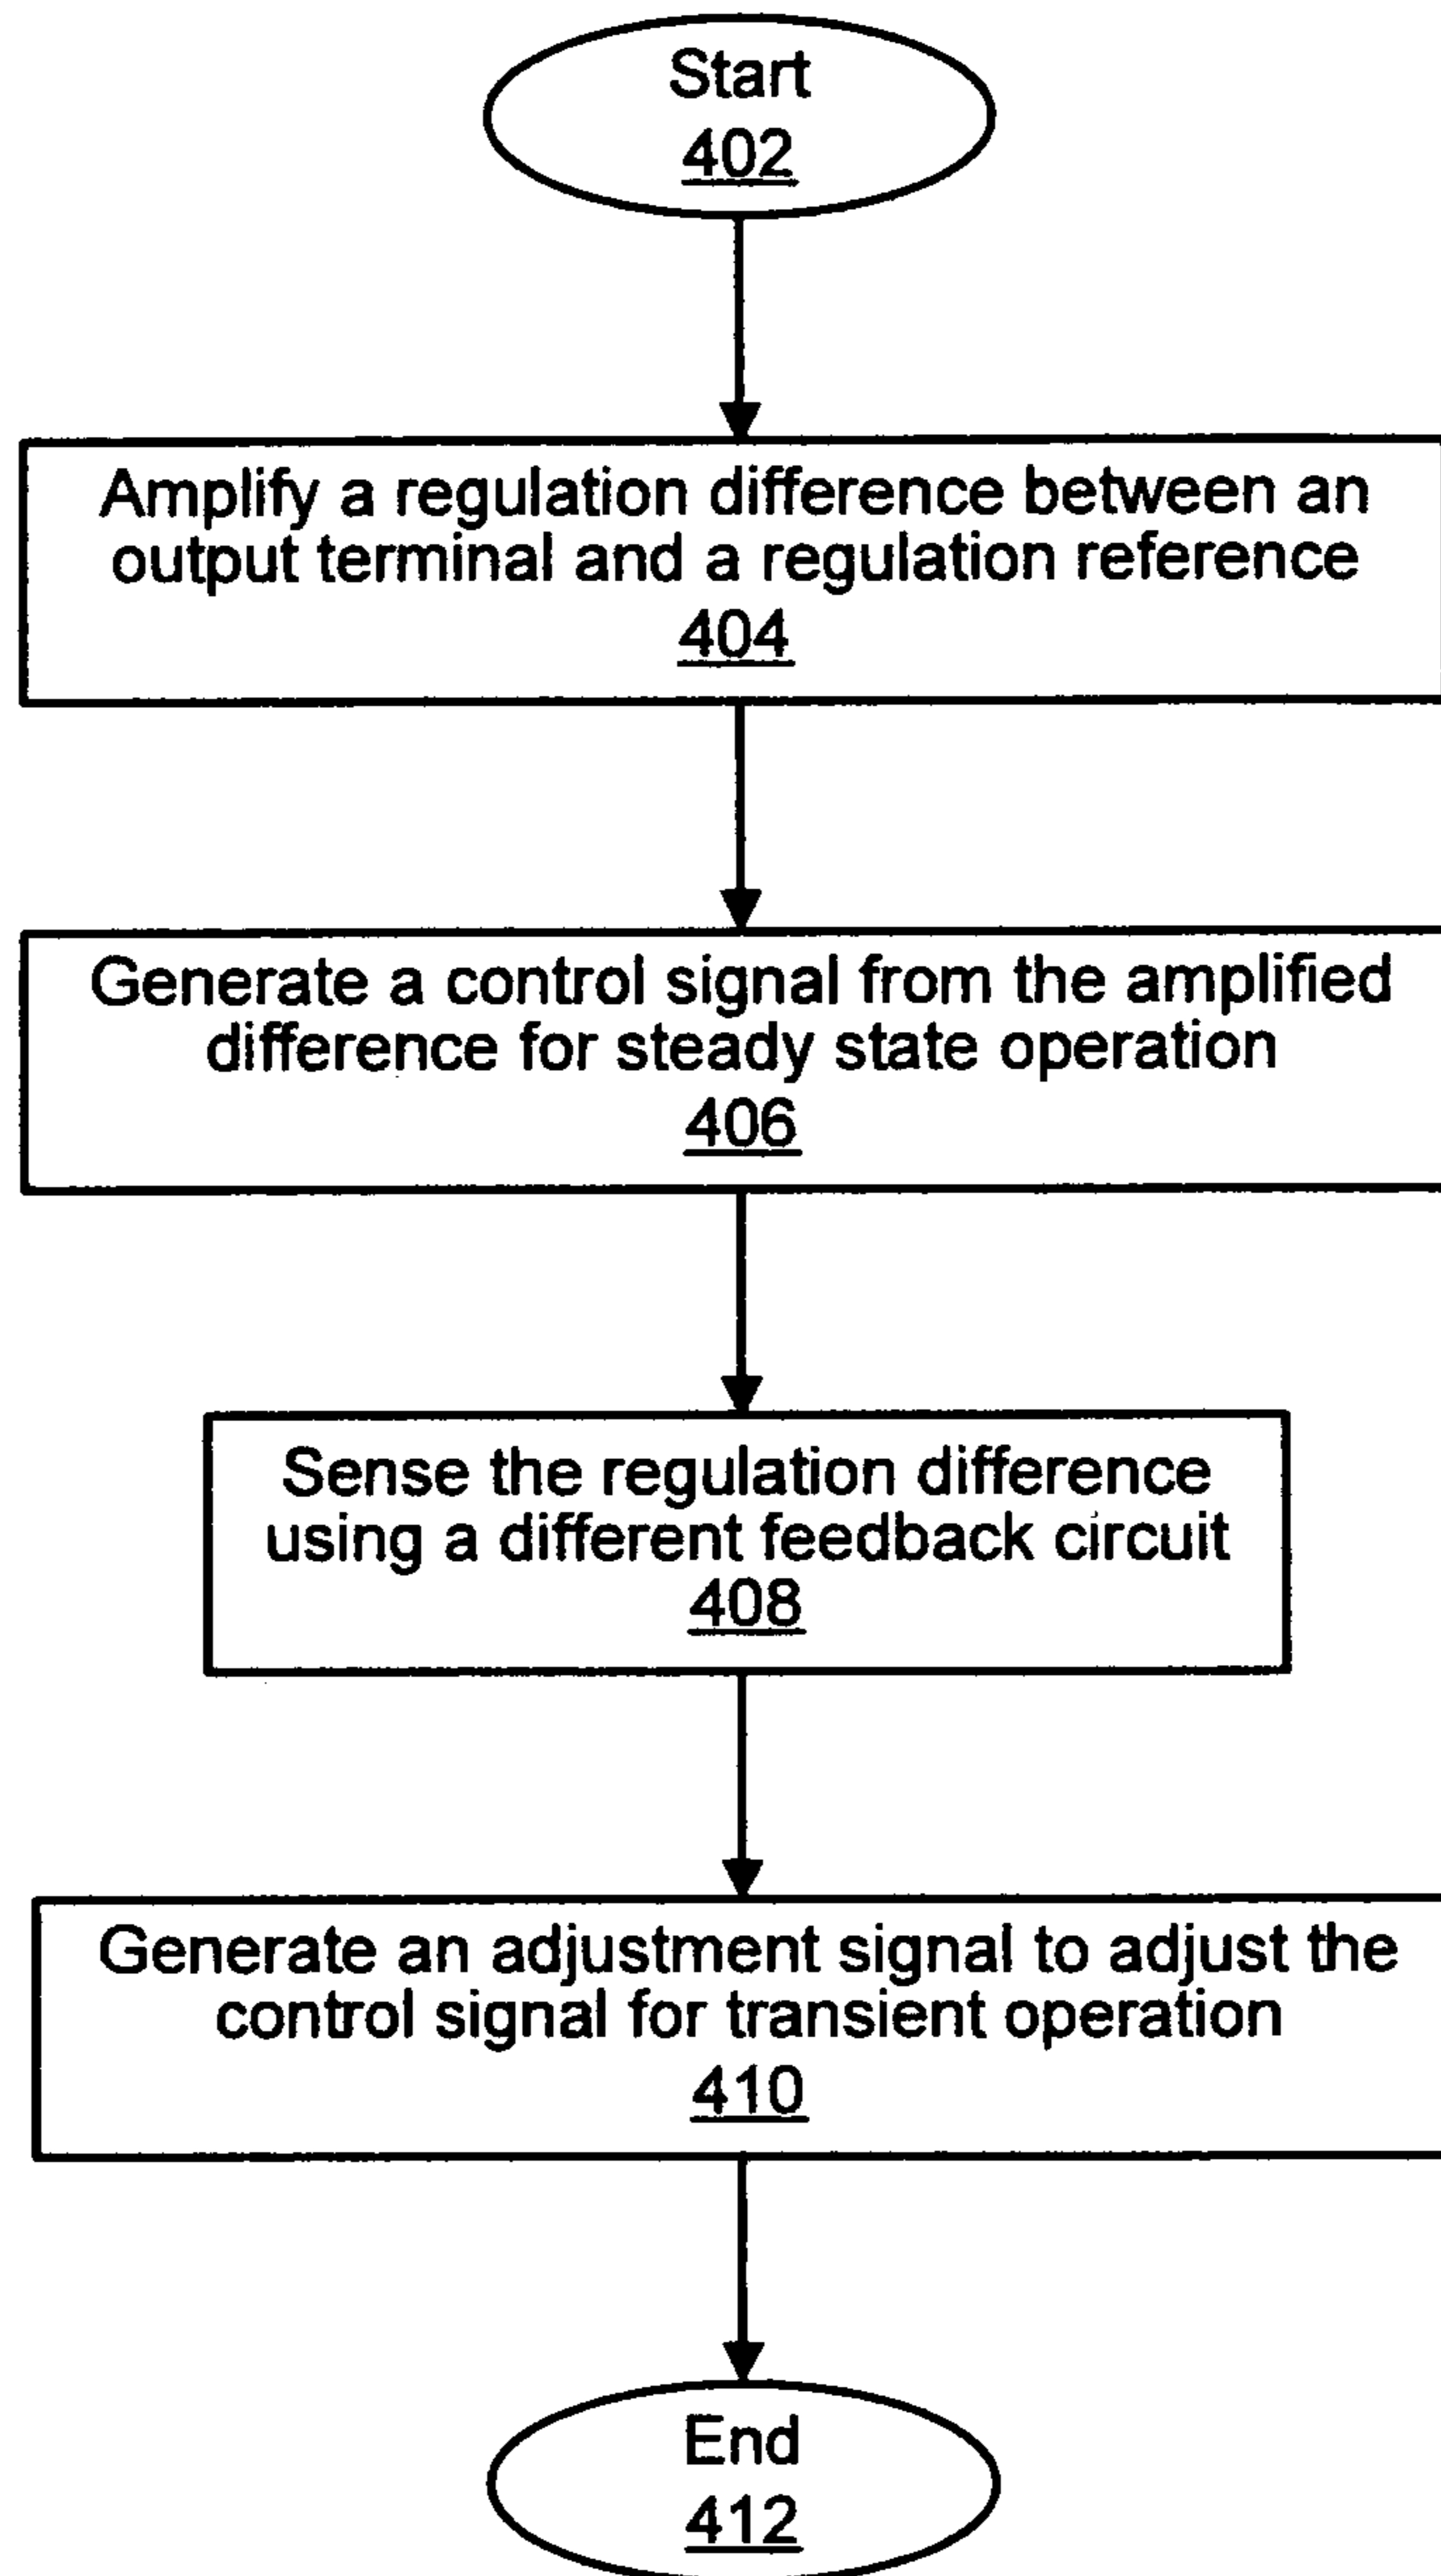 Start
402
Amplify a regulation difference between an
output terminal and a regulation reference
404
Generate a control signal from the amplified
difference for steady state operation
406
Sense the regulation difference
using a different feedback circuit
408
Generate an adjustment signal to adjust the
control signal for transient operation
410
End
412